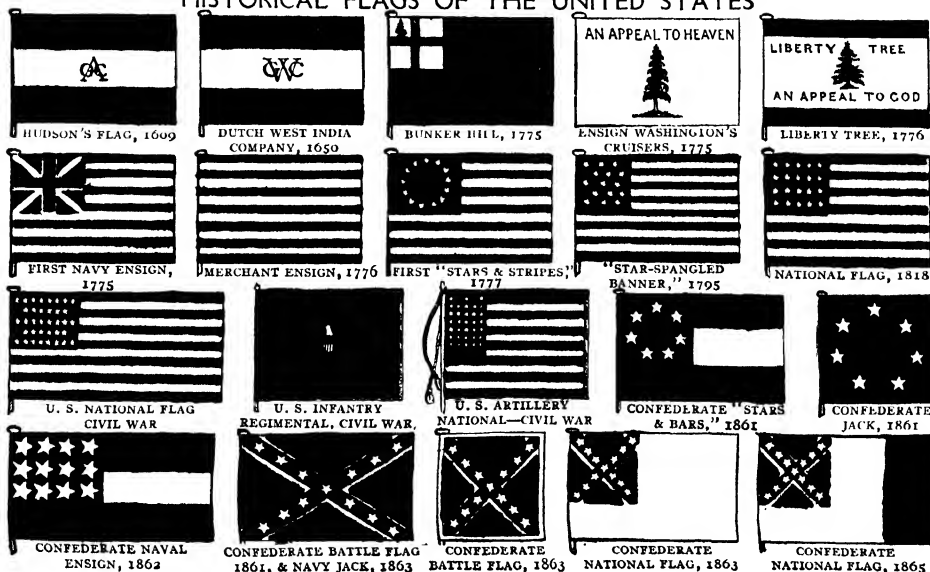 HISTORICAL FLAGS OF THE UNITED STATES
AN APPEAL TO HEAVEN
LIBERTY TREE
AN APPEAL TO GOD
HUDSON'S FLAG, 1609
DUTCH WEST INDIA
COMPANY, 1650
BUNKER HILL, 1775
ENSIGN WASHINGTON'S
CRUISERS, 1775
LIBERTY TREE, 1776
FIRST NAVY ENSIGN,
1775
MERCHANT ENSIGN, 1776
FIRST "STARS & STRIPES,"
1777
"STAR-SPANGLED
BANNER," 1795
NATIONAL FLAG, 1818
U. S. NATIONAL FLAG
CIVIL WAR
U. S. INFANTRY
REGIMENTAL, CIVIL WAR,
U. S. ARTILLERY
NATIONAL—CIVIL WAR
CONFEDERATE "STARS
& BARS," 1861
CONFEDERATE
JACK, 1861
CONFEDERATE NAVAL
ENSIGN, 1862
CONFEDERATE BATTLE FLAG
1861, & NAVY JACK, 1863
CONFEDERATE
BATTLE FLAG, 1863
CONFEDERATE
NATIONAL FLAG, 1863
CONFEDERATE
NATIONAL FLAG, 1865